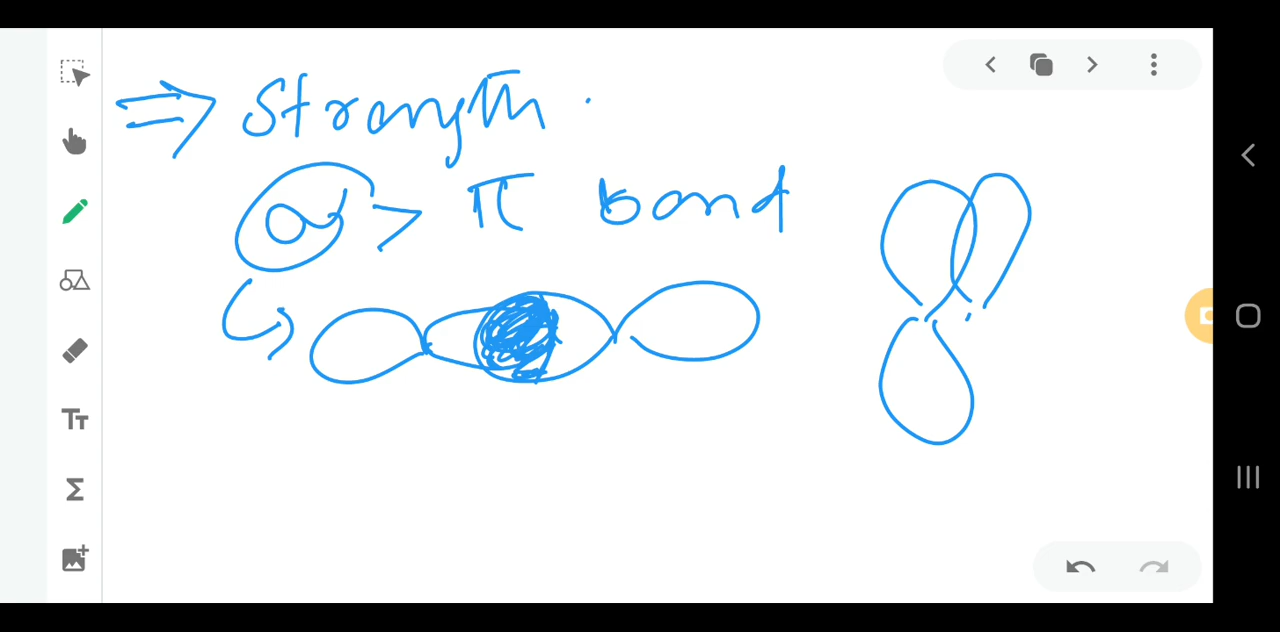 ⇒ Strength.
σ > π bond